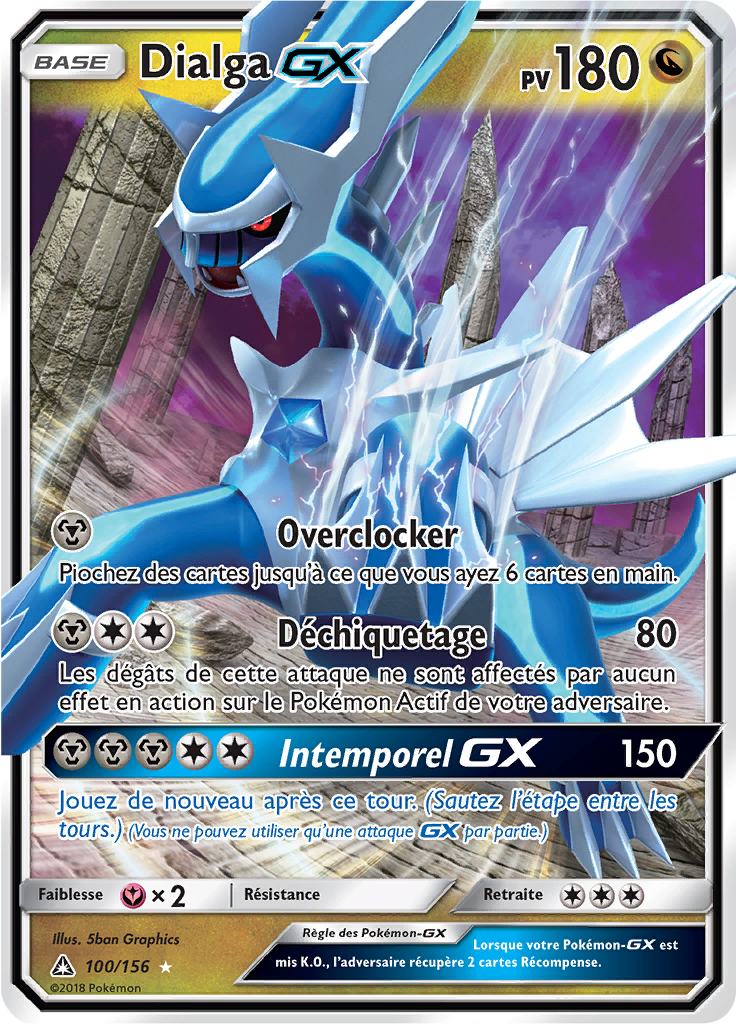 BASE Dialga GX PV 180
Overclocker
Piochez des cartes jusqu'à ce que vous ayez 6 cartes en main.
Déchiquetage 80
Les dégâts de cette attaque ne sont affectés par aucun
effet en action sur le Pokémon Actif de votre adversaire.
Intemporel GX 150
Jouez de nouveau après ce tour. (Sautez l'étape entre les
tours.) (Vous ne pouvez utiliser qu'une attaque GX par partie.)
Faiblesse ×2 Résistance Retraite
Illus. 5ban Graphics
100/156
©2018 Pokémon
Règle des Pokémon-GX
Lorsque votre Pokémon-GX est
mis K.O., l'adversaire récupère 2 cartes Récompense.